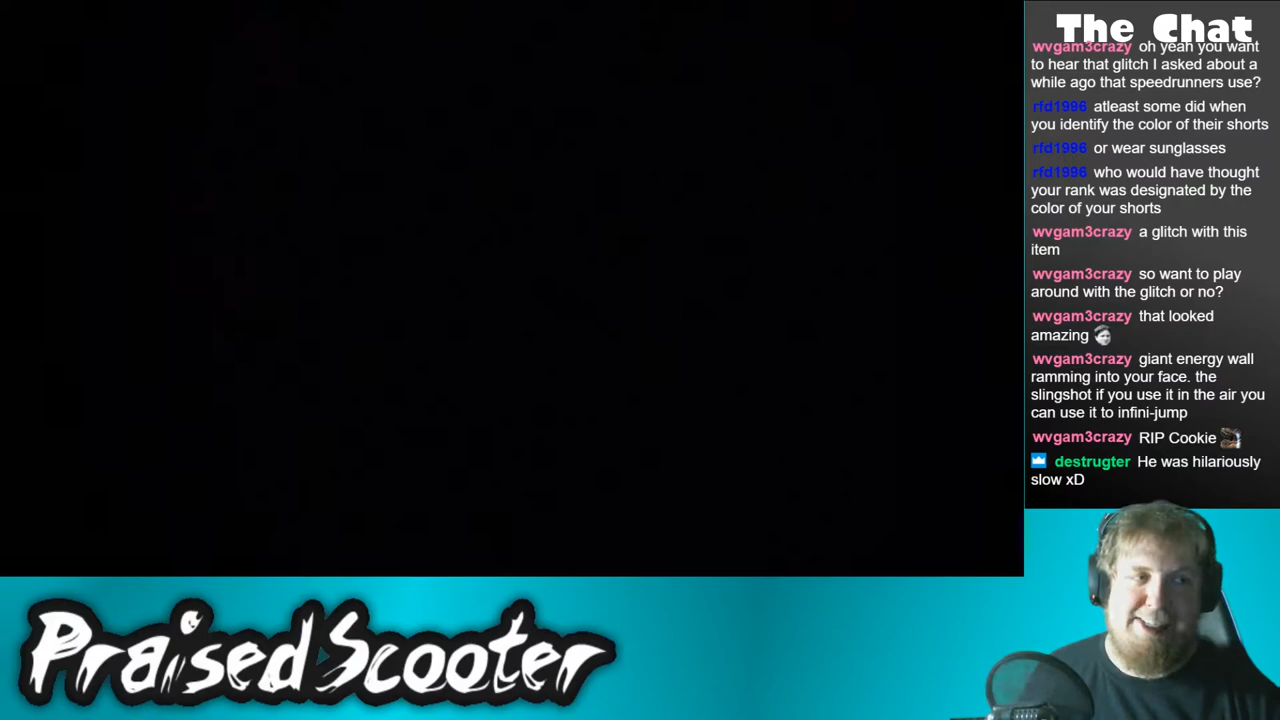 The Chat
wvgam3crazy oh yeah you want
to hear that glitch I asked about a
while ago that speedrunners use?
rfd1996 atleast some did when
you identify the color of their shorts
rfd1996 or wear sunglasses
rfd1996 who would have thought
your rank was designated by the
color of your shorts
wvgam3crazy a glitch with this
item
wvgam3crazy so want to play
around with the glitch or no?
wvgam3crazy that looked
amazing
wvgam3crazy giant energy wall
ramming into your face. the
slingshot if you use it in the air you
can use it to infini-jump
wvgam3crazy RIP Cookie
destrugter He was hilariously
slow xD
PraisedScooter